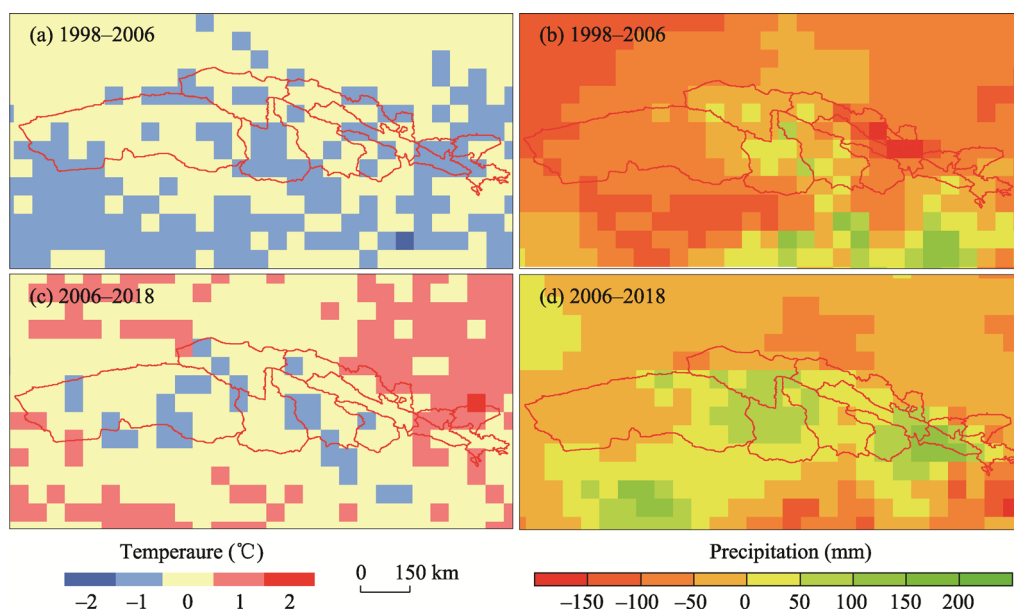 (a) 1998–2006
(b) 1998–2006
(c) 2006–2018
(d) 2006–2018
Temperaure (℃)
–2 –1 0 1 2
0 150 km
Precipitation (mm)
–150 –100 –50 0 50 100 150 200